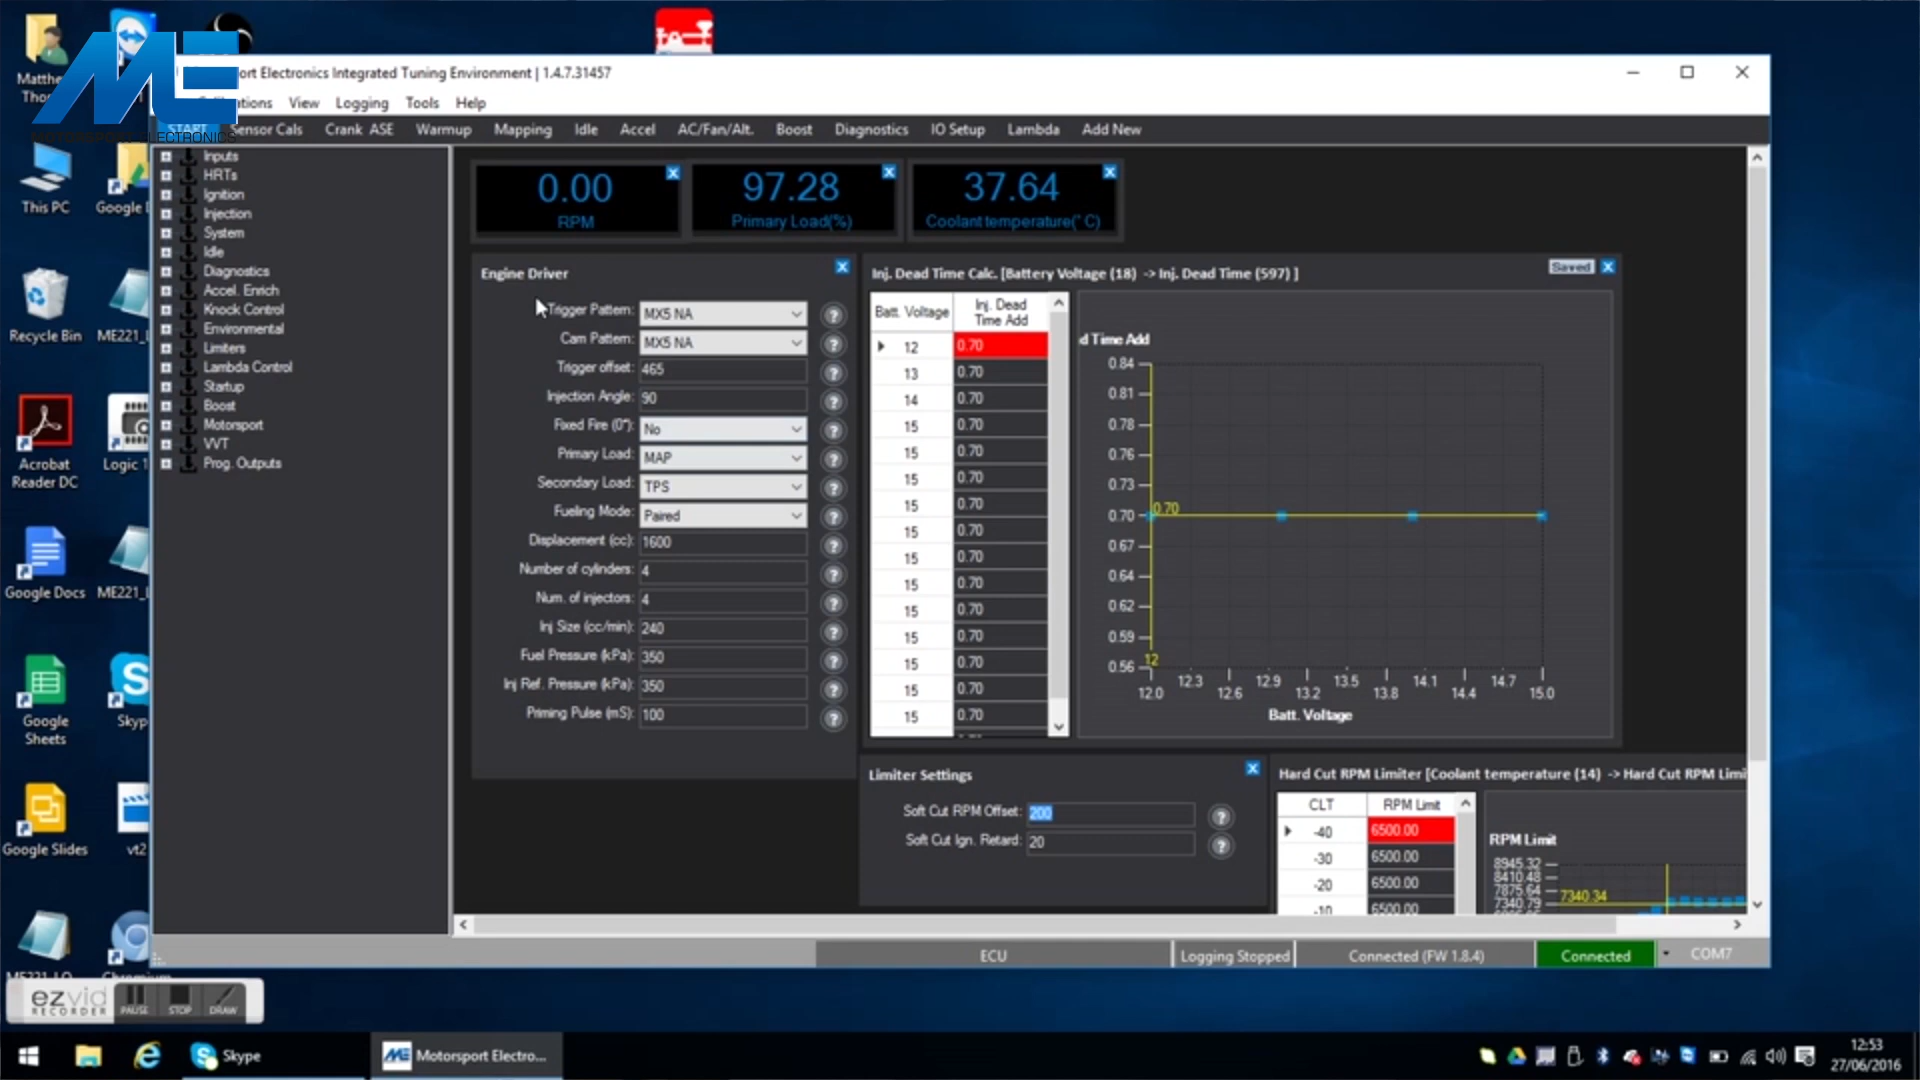 Motorsport Electronics Integrated Tuning Environment | 1.4.7.31457
View Logging Tools Help
START Sensor Cals Crank ASE Warmup Mapping Idle Accel AC/Fan/Alt. Boost Diagnostics IO Setup Lambda Add New
ME
MOTORSPORT ELECTRONICS
This PC
Google
Recycle Bin
ME221_L
Acrobat
Reader DC
Logic 1
Google Docs
ME221_L
Google
Sheets
Skyp
Google Slides
vt2
Inputs
HRTs
Ignition
Injection
System
Idle
Diagnostics
Accel. Enrich
Knock Control
Environmental
Limiters
Lambda Control
Startup
Boost
Motorsport
VVT
Prog. Outputs
0.00
RPM
97.28
Primary Load(%)
37.64
Coolant temperature(°C)
Engine Driver
Trigger Pattern: MX5 NA
Cam Pattern: MX5 NA
Trigger offset: 465
Injection Angle: 90
Fixed Fire (0°): No
Primary Load: MAP
Secondary Load: TPS
Fueling Mode: Paired
Displacement (cc): 1600
Number of cylinders: 4
Num. of injectors: 4
Inj Size (cc/min): 240
Fuel Pressure (kPa): 350
Inj Ref. Pressure (kPa): 350
Priming Pulse (mS): 100
Inj. Dead Time Calc. [Battery Voltage (18) -> Inj. Dead Time (597) ]
Saved
Batt. Voltage Inj. Dead Time Add
12 0.70
13 0.70
14 0.70
15 0.70
15 0.70
15 0.70
15 0.70
15 0.70
15 0.70
15 0.70
15 0.70
15 0.70
15 0.70
15 0.70
15 0.70
d Time Add
0.84
0.81
0.78
0.76
0.73
0.70
0.67
0.64
0.62
0.59
0.56
0.70
12
12.0 12.3 12.6 12.9 13.2 13.5 13.8 14.1 14.4 14.7 15.0
Batt. Voltage
Limiter Settings
Soft Cut RPM Offset: 200
Soft Cut Ign. Retard: 20
Hard Cut RPM Limiter [Coolant temperature (14) -> Hard Cut RPM Limi
CLT RPM Limit
-40 6500.00
-30 6500.00
-20 6500.00
-10 6500.00
RPM Limit
8945.32
8410.48
7875.64
7340.79
7340.34
ECU Logging Stopped Connected (FW 1.8.4) Connected COM7
ezvid
RECORDER
PAUSE STOP DRAW
Skype
Motorsport Electro...
12:53
27/06/2016